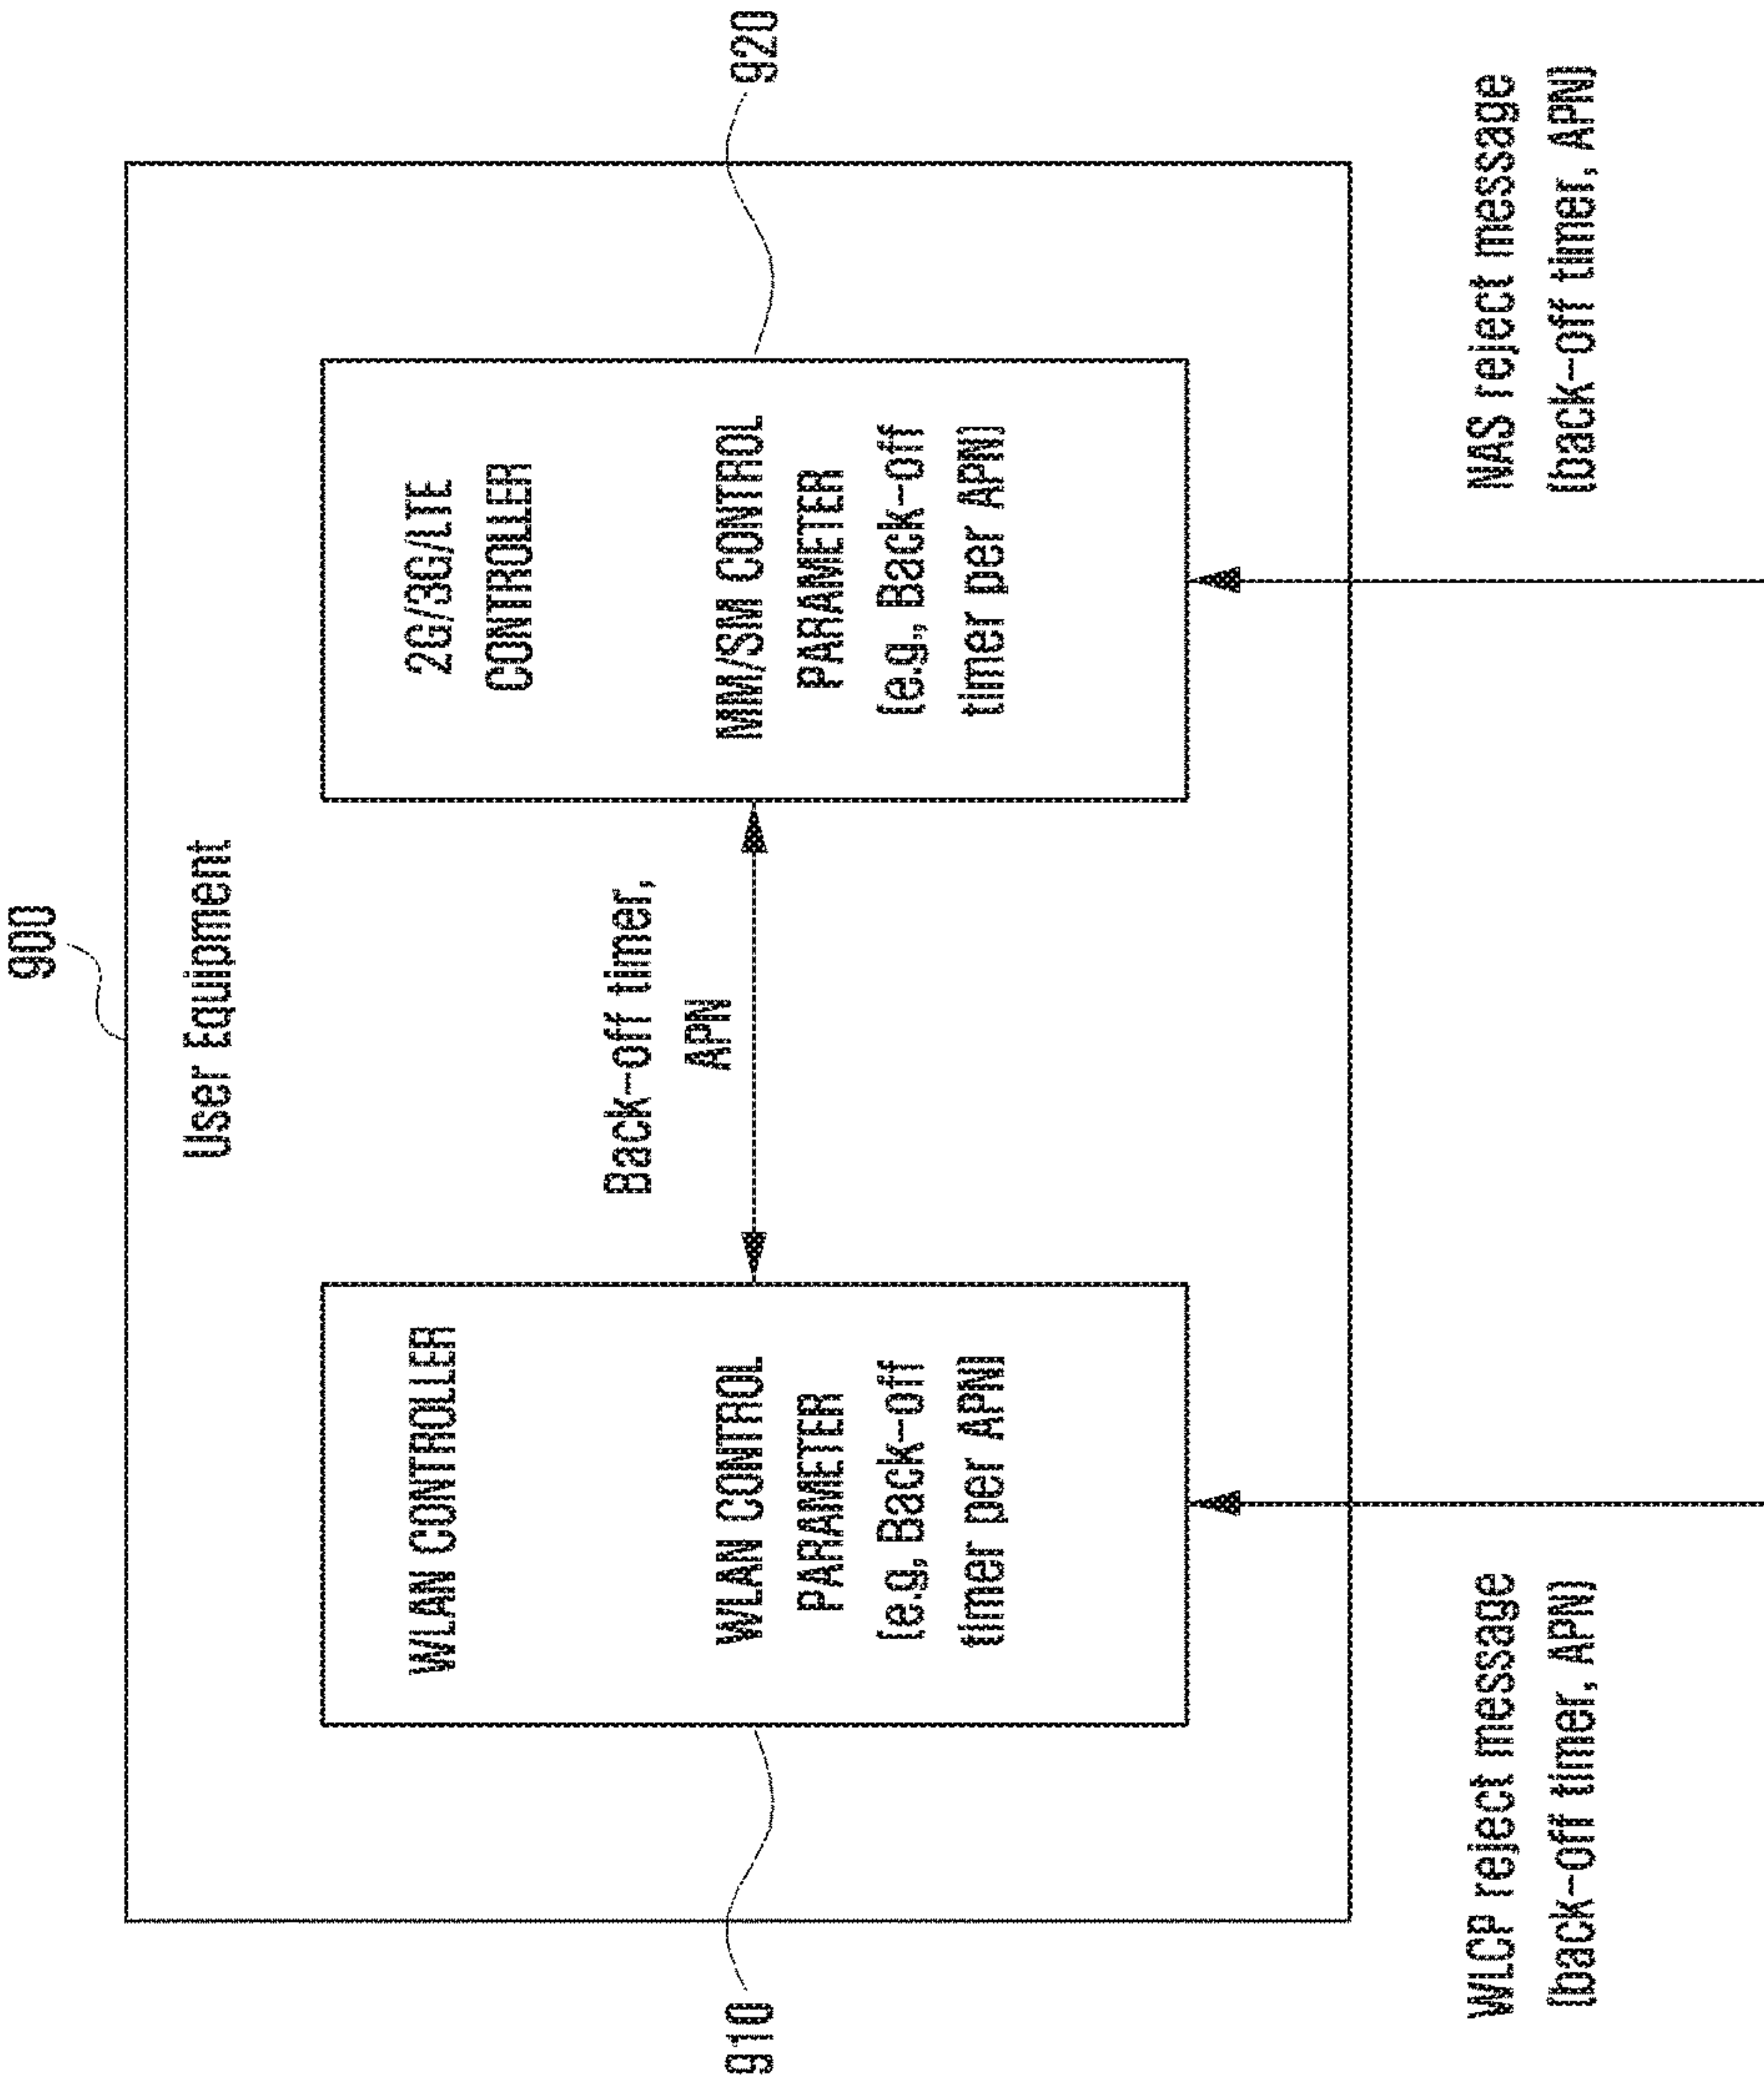 900
User Equipment
WLAN CONTROLLER
WLAN CONTROL
PARAMETER
(e.g, Back-off
timer per APN)
910
Back-off timer,
APN
2G/3G/LTE
CONTROLLER
MM/SM CONTROL
PARAMETER
(e.g., Back-off
timer per APN)
920
WLCP reject message
(back-off timer, APN)
NAS reject message
(back-off timer, APN)